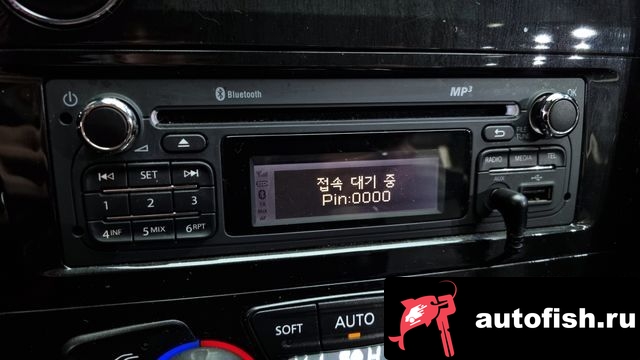 Bluetooth
MP3
OK
접속 대기 중
Pin:0000
SET
1
2
3
4 INF
5 MIX
6 RPT
RADIO
MEDIA
TEL
AUX
SOFT
AUTO
autofish.ru